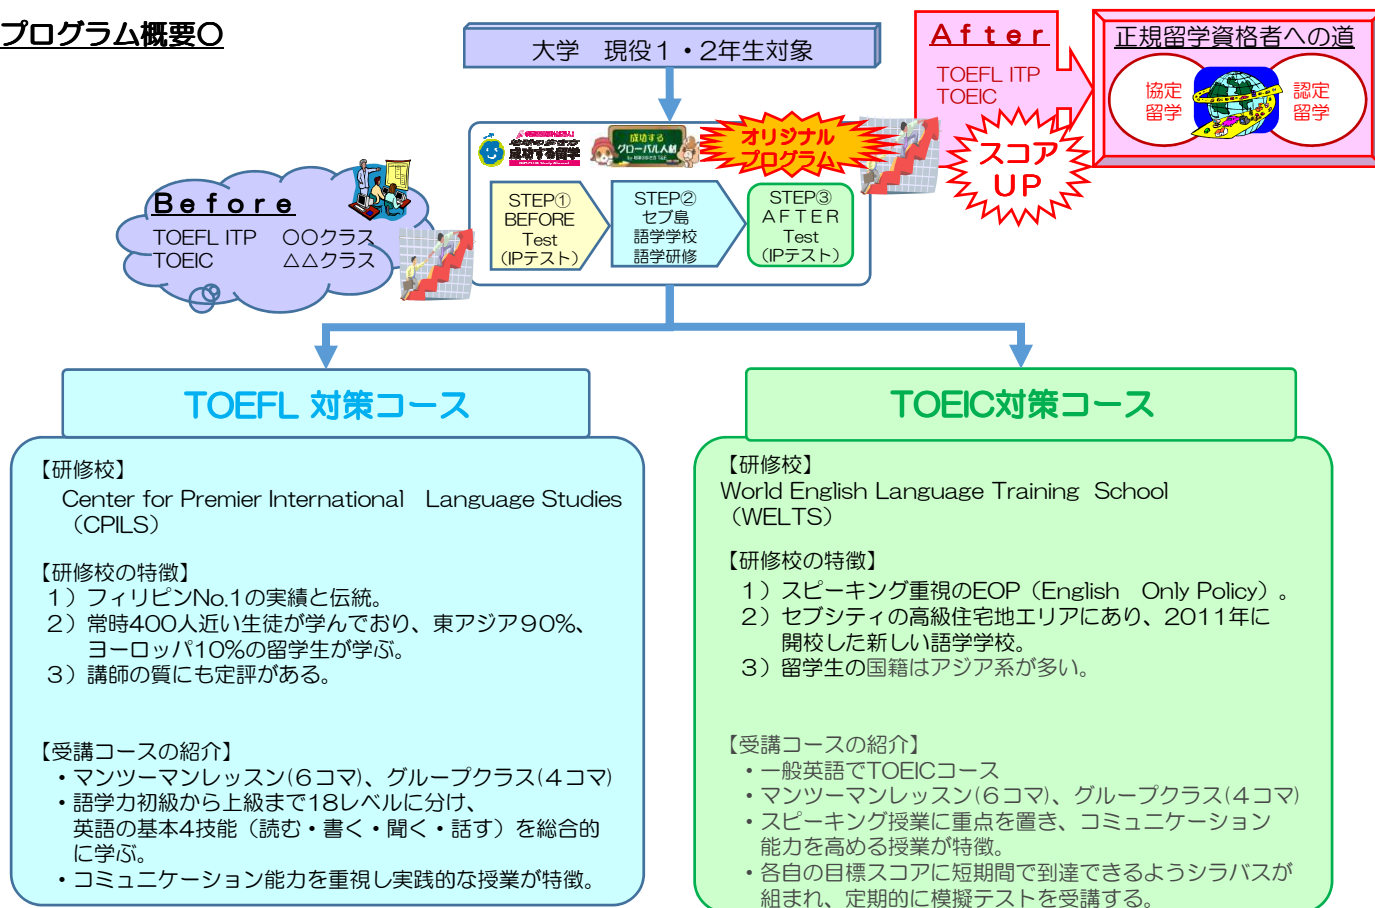 プログラム概要〇
大学　現役１・２年生対象
After
TOEFL ITP
TOEIC
スコア
UP
正規留学資格者への道
協定
留学
認定
留学
成功する留学
成功する
グローバル人材
オリジナル
プログラム
Before
TOEFL ITP　〇〇クラス
TOEIC　△△クラス
STEP①
BEFORE
Test
(IPテスト)
STEP②
セブ島
語学学校
語学研修
STEP③
ＡＦＴＥＲ
Test
(IPテスト)
TOEFL 対策コース
【研修校】
Center for Premier International　Language Studies
（CPILS）
【研修校の特徴】
１）フィリピンNo.1の実績と伝統。
２）常時400人近い生徒が学んでおり、東アジア９０％、
ヨーロッパ10％の留学生が学ぶ。
３）講師の質にも定評がある。
【受講コースの紹介】
・マンツーマンレッスン(６コマ)、グループクラス(４コマ)
・語学力初級から上級まで18レベルに分け、
英語の基本4技能（読む・書く・聞く・話す）を総合的
に学ぶ。
・コミュニケーション能力を重視し実践的な授業が特徴。
TOEIC対策コース
【研修校】
World English Language Training School
（WELTS）
【研修校の特徴】
１）スピーキング重視のEOP（English　Only Policy）。
２）セブシティの高級住宅地エリアにあり、2011年に
開校した新しい語学学校。
３）留学生の国籍はアジア系が多い。
【受講コースの紹介】
・一般英語でTOEICコース
・マンツーマンレッスン(６コマ)、グループクラス(４コマ)
・スピーキング授業に重点を置き、コミュニケーション
能力を高める授業が特徴。
・各自の目標スコアに短期間で到達できるようシラバスが
組まれ、定期的に模擬テストを受講する。